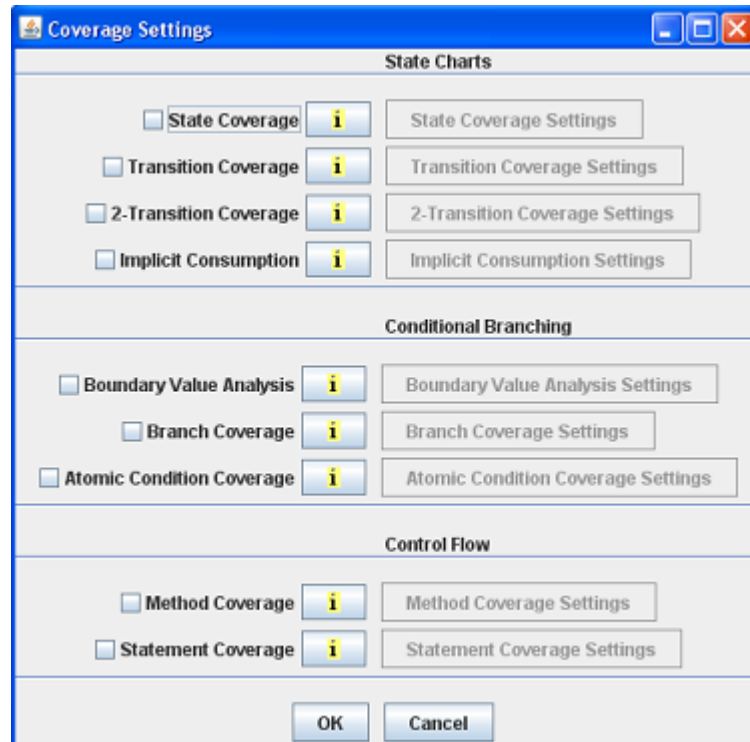 Coverage Settings
State Charts
State Coverage i State Coverage Settings
Transition Coverage i Transition Coverage Settings
2-Transition Coverage i 2-Transition Coverage Settings
Implicit Consumption i Implicit Consumption Settings
Conditional Branching
Boundary Value Analysis i Boundary Value Analysis Settings
Branch Coverage i Branch Coverage Settings
Atomic Condition Coverage i Atomic Condition Coverage Settings
Control Flow
Method Coverage i Method Coverage Settings
Statement Coverage i Statement Coverage Settings
OK Cancel